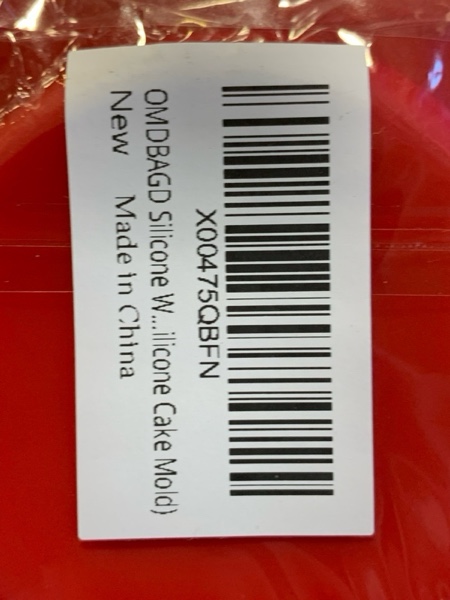 X00475QBFN
OMDBAGD Silicone W...ilicone Cake Mold)
New Made in China